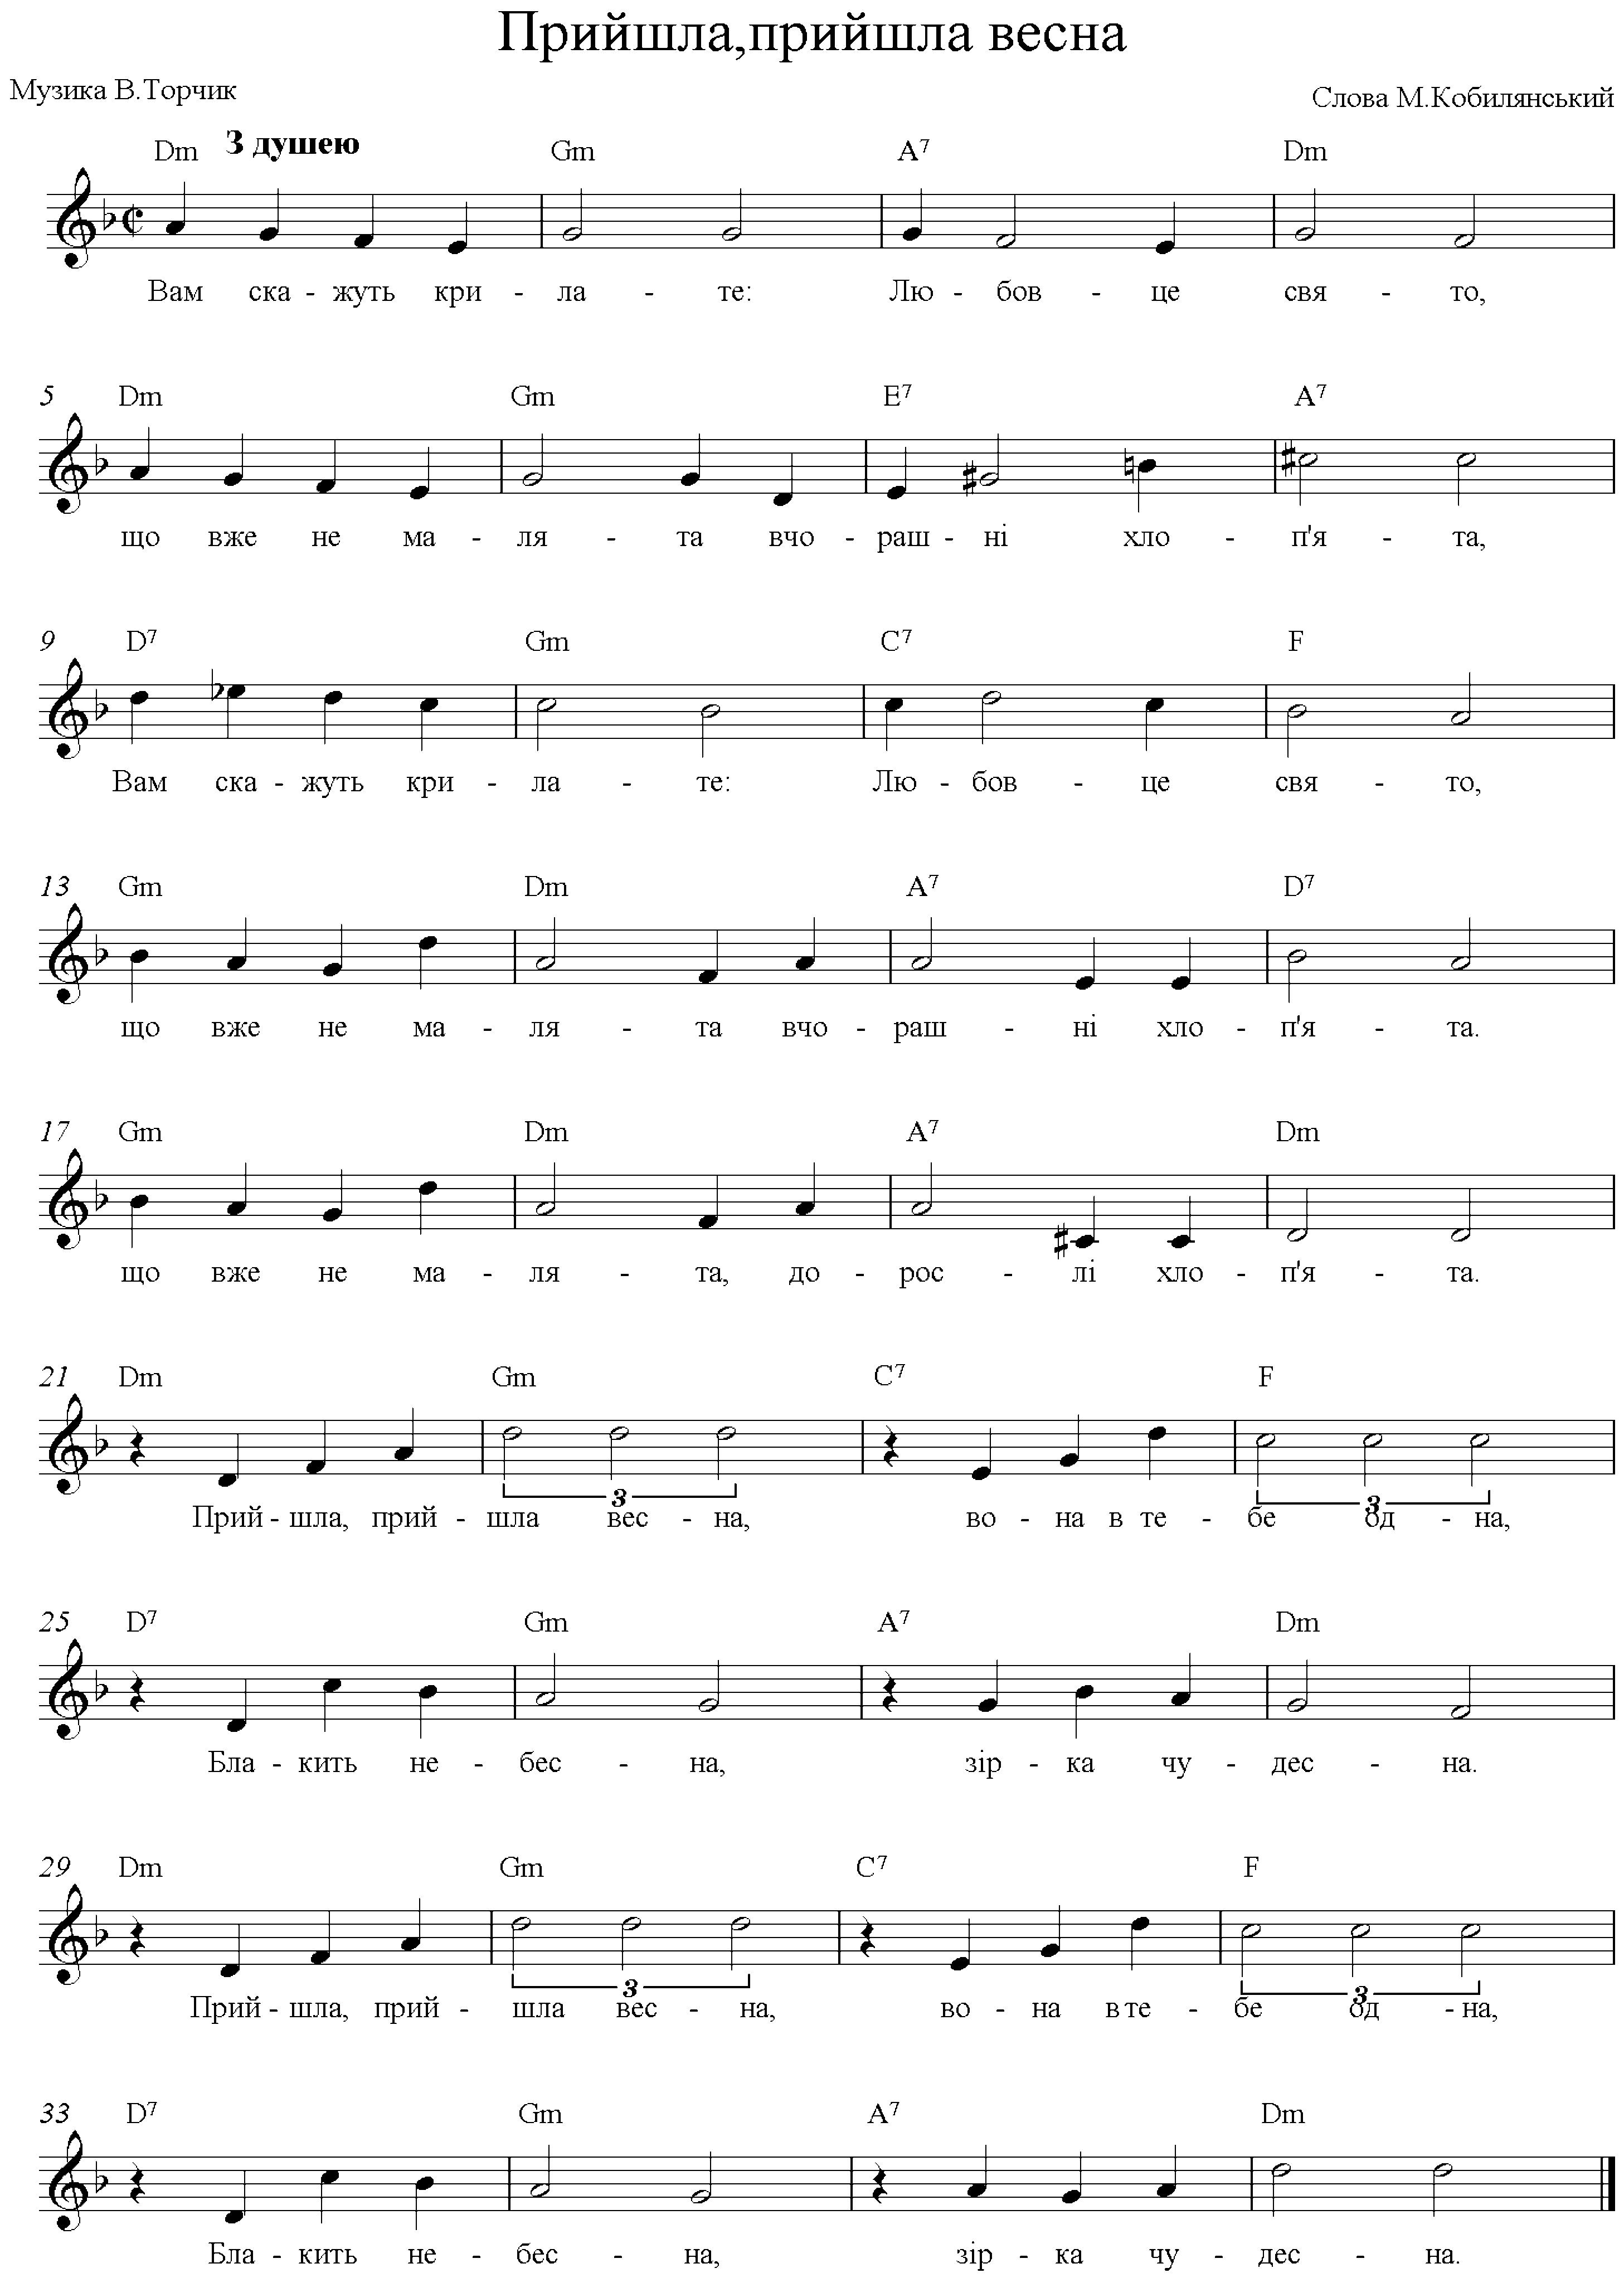 Прийшла,прийшла весна
Музика В.Торчик
Слова М.Кобилянський
Dm З душею Gm A7 Dm
Вам ска - жуть кри - ла - те: Лю - бов - це свя - то,
5 Dm Gm E7 A7
що вже не ма - ля - та вчо - раш - ні хло - п'я - та,
9 D7 Gm C7 F
Вам ска - жуть кри - ла - те: Лю - бов - це свя - то,
13 Gm Dm A7 D7
що вже не ма - ля - та вчо - раш - ні хло - п'я - та.
17 Gm Dm A7 Dm
що вже не ма - ля - та, до - рос - лі хло - п'я - та.
21 Dm Gm C7 F
3 3
Прий - шла, прий - шла вес - на, во - на в те - бе од - на,
25 D7 Gm A7 Dm
Бла - кить не - бес - на, зір - ка чу - дес - на.
29 Dm Gm C7 F
3 3
Прий - шла, прий - шла вес - на, во - на в те - бе од - на,
33 D7 Gm A7 Dm
Бла - кить не - бес - на, зір - ка чу - дес - на.